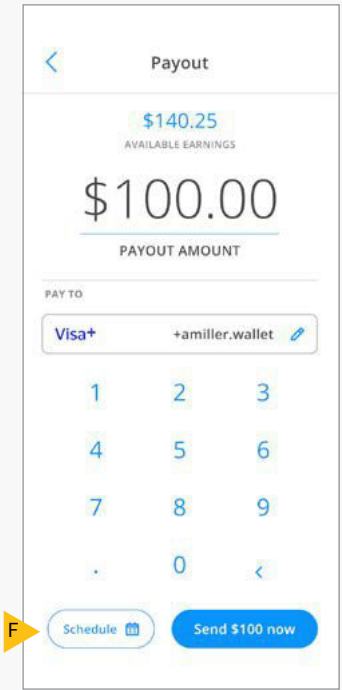 Payout
$140.25
AVAILABLE EARNINGS
$100.00
PAYOUT AMOUNT
PAY TO
Visa+ +amiller.wallet
1 2 3
4 5 6
7 8 9
. 0 <
F Schedule Send $100 now